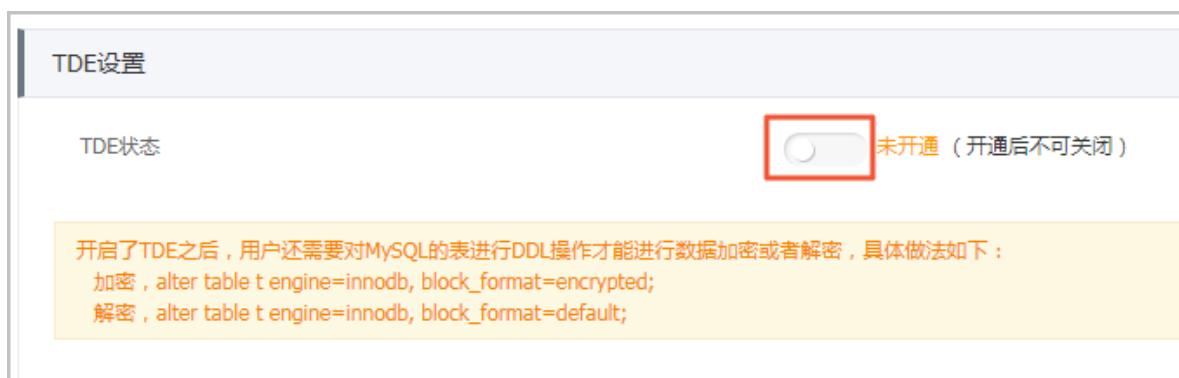 TDE设置
TDE状态
未开通（开通后不可关闭）
开启了TDE之后，用户还需要对MySQL的表进行DDL操作才能进行数据加密或者解密，具体做法如下：
加密，alter table t engine=innodb, block_format=encrypted;
解密，alter table t engine=innodb, block_format=default;